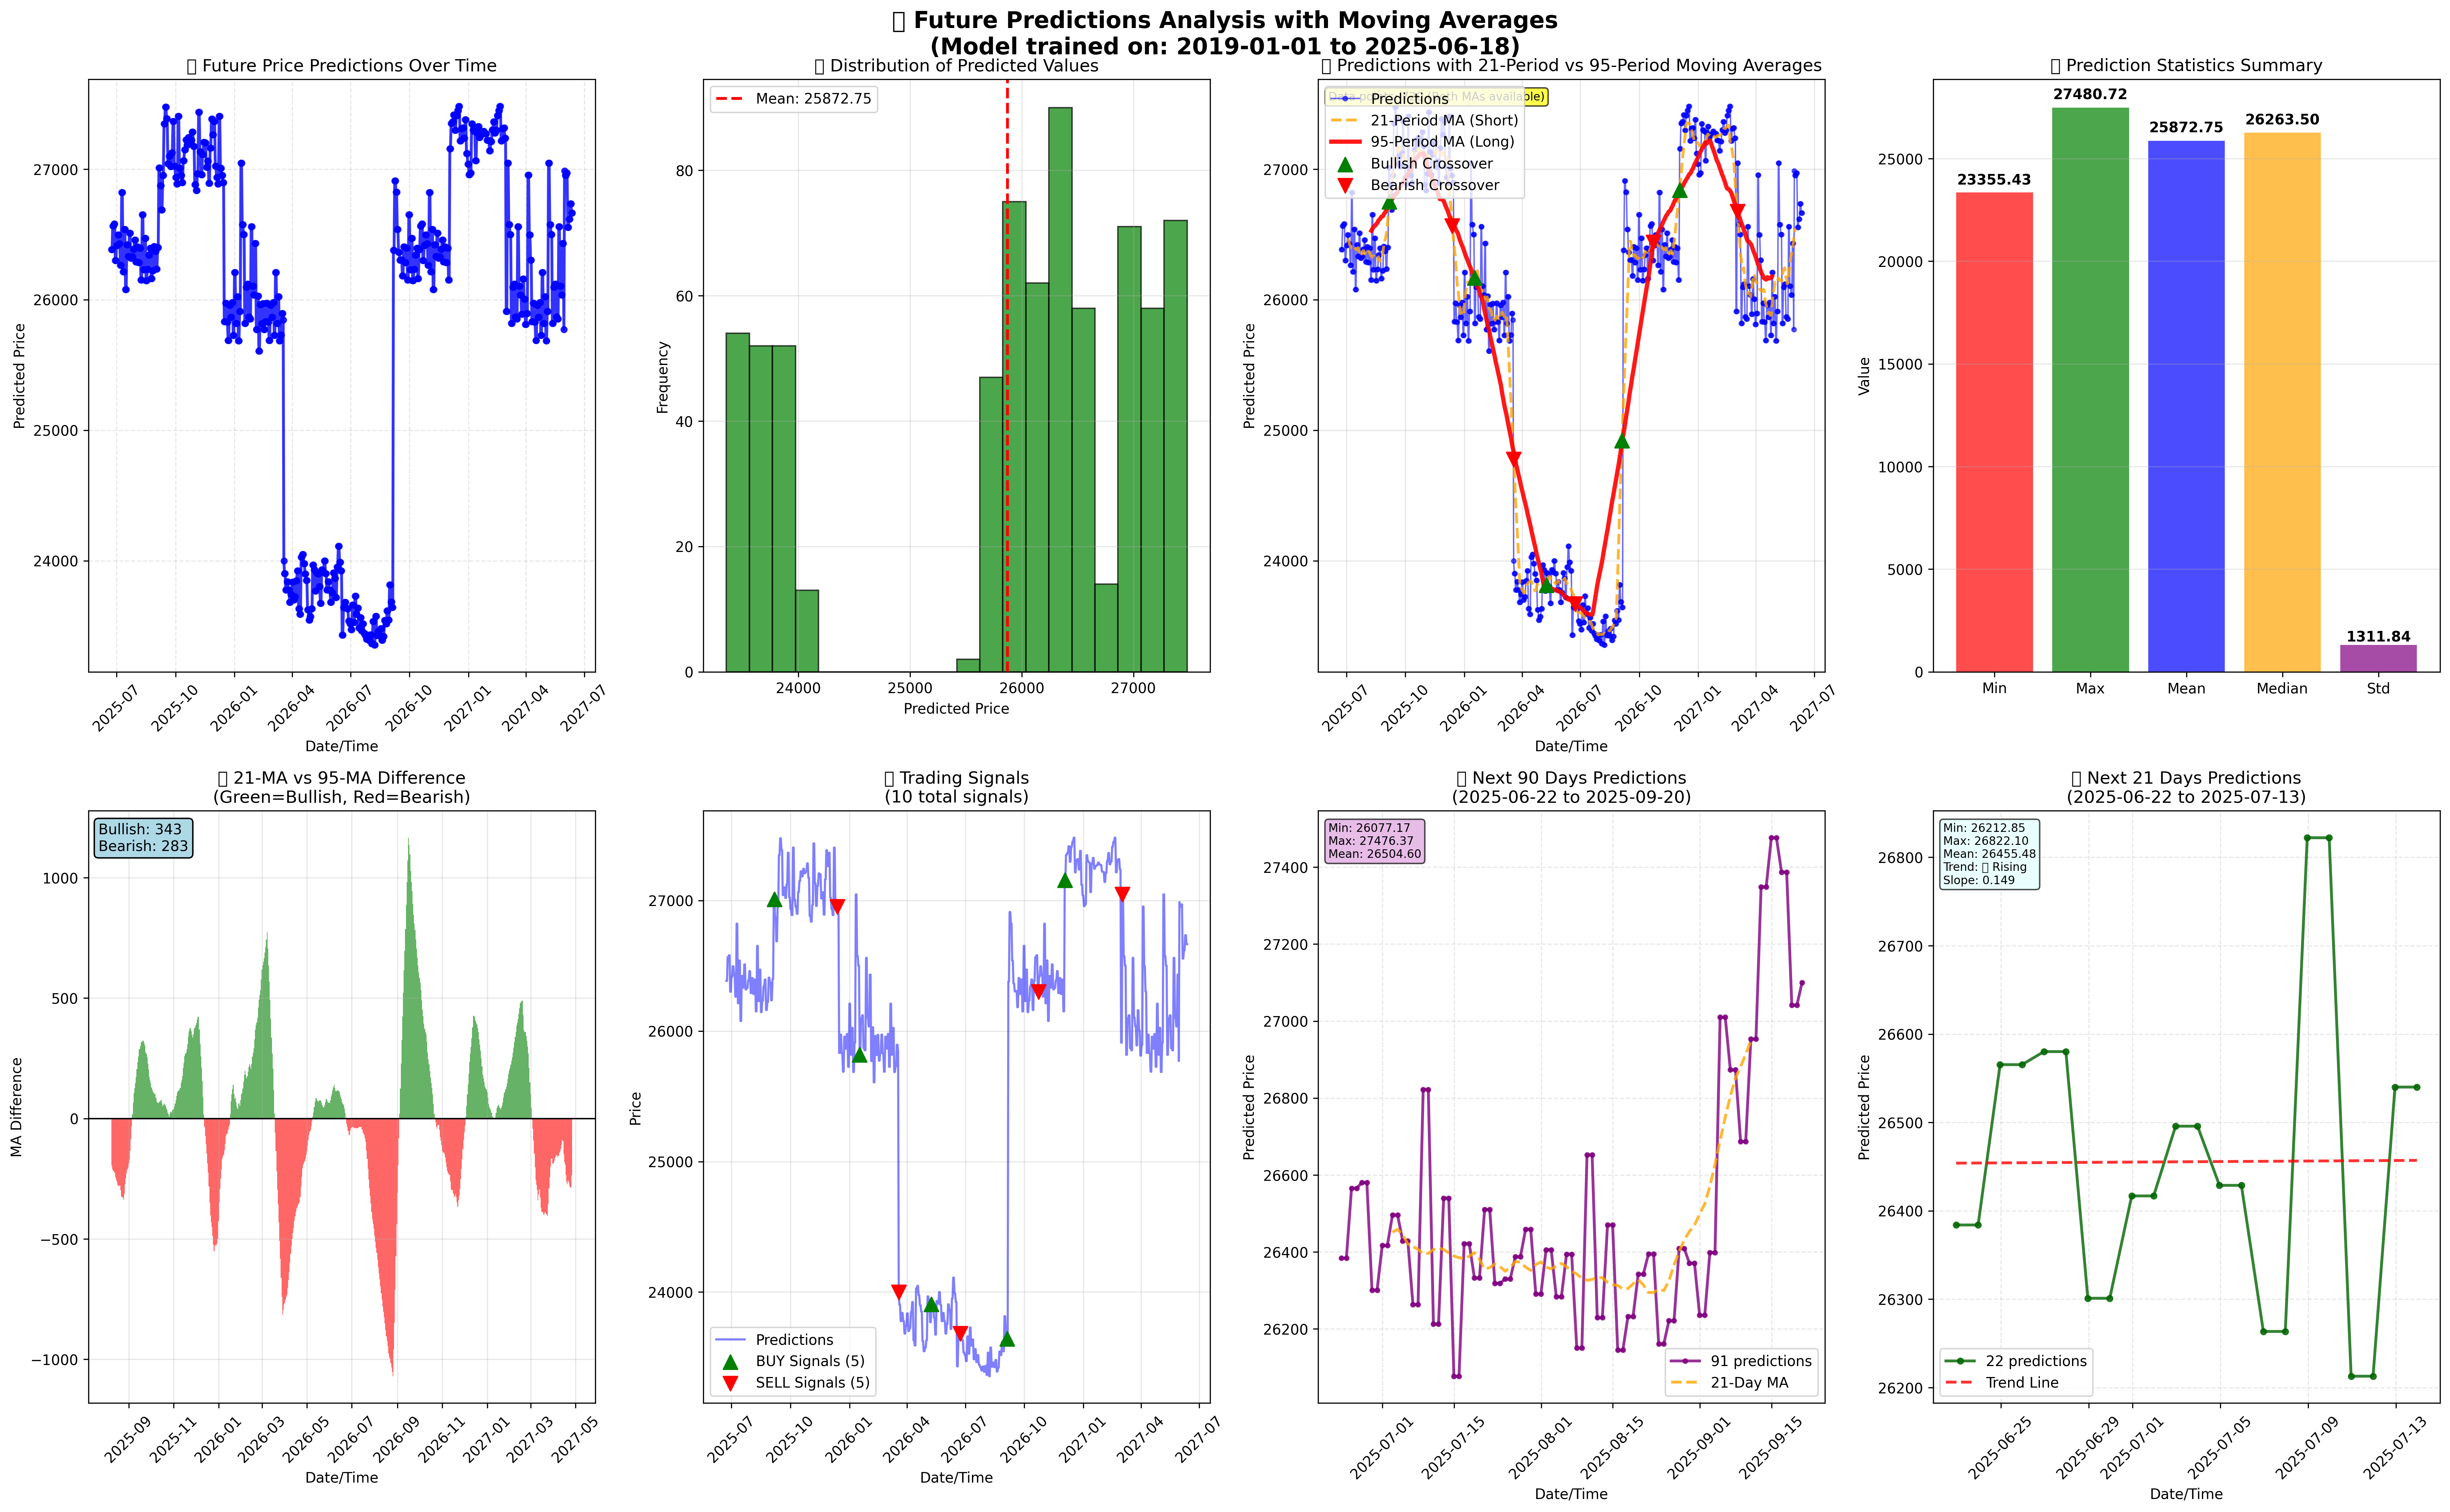 Future Predictions Analysis with Moving Averages
(Model trained on: 2019-01-01 to 2025-06-18)
Future Price Predictions Over Time
Predicted Price
27000
26000
25000
24000
2025-07
2025-10
2026-01
2026-04
2026-07
2026-10
2027-01
2027-04
2027-07
Date/Time
Distribution of Predicted Values
Mean: 25872.75
Frequency
80
60
40
20
0
24000
25000
26000
27000
Predicted Price
Predictions with 21-Period vs 95-Period Moving Averages
Predictions
21-Period MA (Short)
95-Period MA (Long)
Bullish Crossover
Bearish Crossover
Predicted Price
27000
26000
25000
24000
2025-07
2025-10
2026-01
2026-04
2026-07
2026-10
2027-01
2027-04
2027-07
Date/Time
Prediction Statistics Summary
Value
25000
20000
15000
10000
5000
0
23355.43
27480.72
25872.75
26263.50
1311.84
Min
Max
Mean
Median
Std
21-MA vs 95-MA Difference
(Green=Bullish, Red=Bearish)
Bullish: 343
Bearish: 283
MA Difference
1000
500
0
−500
−1000
2025-09
2025-11
2026-01
2026-03
2026-05
2026-07
2026-09
2026-11
2027-01
2027-03
2027-05
Date/Time
Trading Signals
(10 total signals)
Price
27000
26000
25000
24000
Predictions
BUY Signals (5)
SELL Signals (5)
2025-07
2025-10
2026-01
2026-04
2026-07
2026-10
2027-01
2027-04
2027-07
Date/Time
Next 90 Days Predictions
(2025-06-22 to 2025-09-20)
Min: 26077.17
Max: 27476.37
Mean: 26504.60
Predicted Price
27400
27200
27000
26800
26600
26400
26200
91 predictions
21-Day MA
2025-07-01
2025-07-15
2025-08-01
2025-08-15
2025-09-01
2025-09-15
Date/Time
Next 21 Days Predictions
(2025-06-22 to 2025-07-13)
Min: 26212.85
Max: 26822.10
Mean: 26455.48
Trend: Rising
Slope: 0.149
Predicted Price
26800
26700
26600
26500
26400
26300
26200
22 predictions
Trend Line
2025-06-25
2025-06-29
2025-07-01
2025-07-05
2025-07-09
2025-07-13
Date/Time